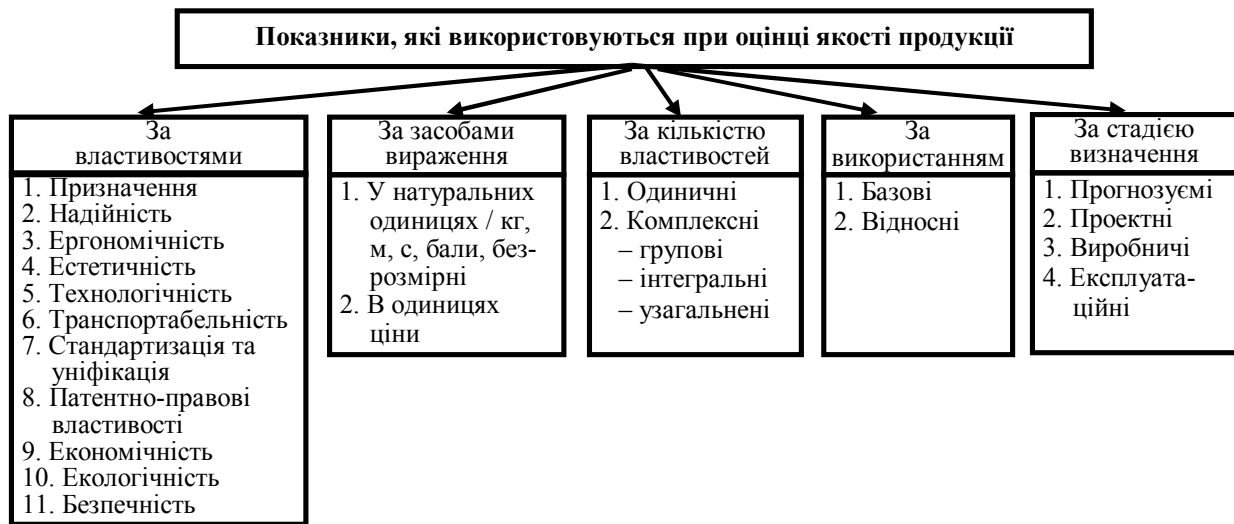 Показники, які використовуються при оцінці якості продукції
За
властивостями
1. Призначення
2. Надійність
3. Ергономічність
4. Естетичність
5. Технологічність
6. Транспортабельність
7. Стандартизація та
уніфікація
8. Патентно-правові
властивості
9. Економічність
10. Екологічність
11. Безпечність
За засобами
вираження
1. У натуральних
одиницях / кг,
м, с, бали, без-
розмірні
2. В одиницях
ціни
За кількістю
властивостей
1. Одиничні
2. Комплексні
– групові
– інтегральні
– узагальнені
За
використанням
1. Базові
2. Відносні
За стадією
визначення
1. Прогнозуємі
2. Проектні
3. Виробничі
4. Експлуата-
ційні